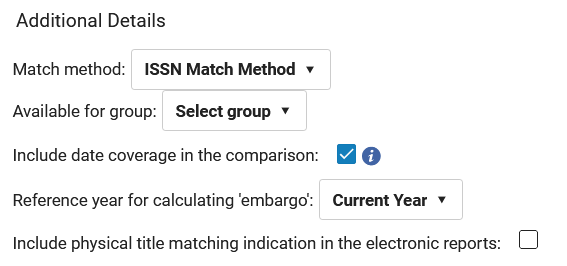 Additional Details
Match method: ISSN Match Method
Available for group: Select group
Include date coverage in the comparison: i
Reference year for calculating 'embargo': Current Year
Include physical title matching indication in the electronic reports: